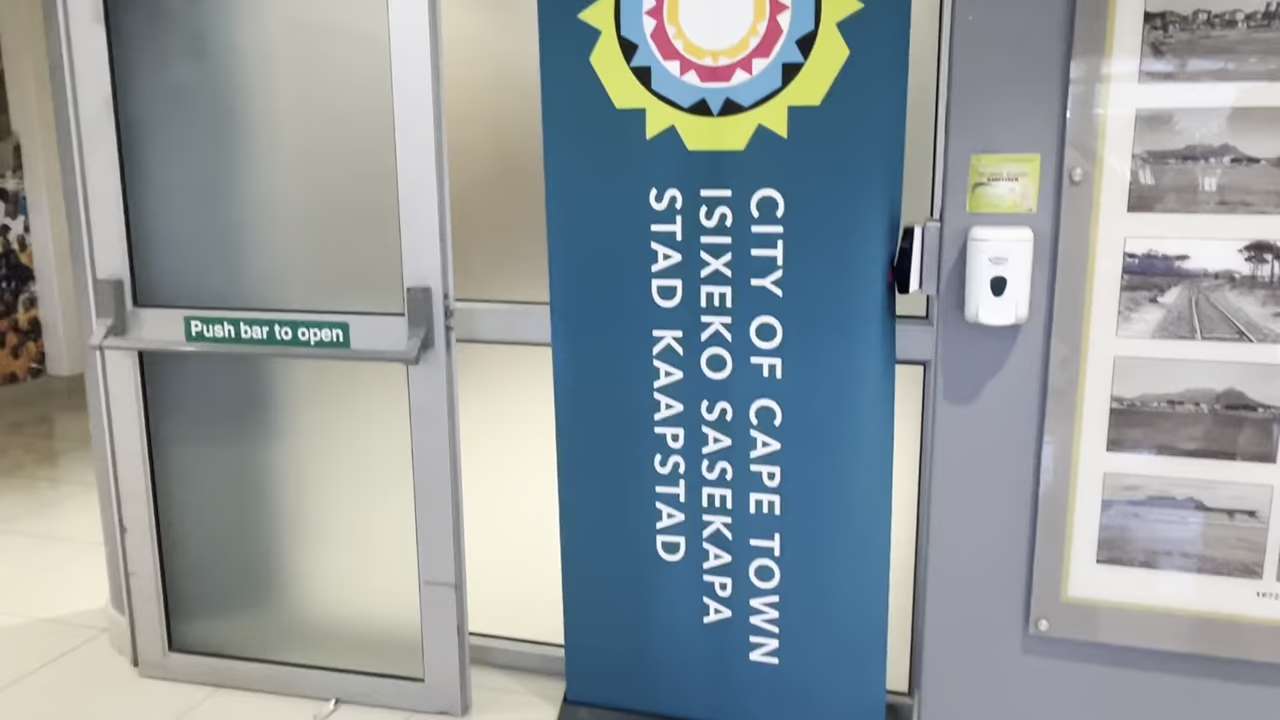 Push bar to open
CITY OF CAPE TOWN
ISIXEKO SASEKAPA
STAD KAAPSTAD